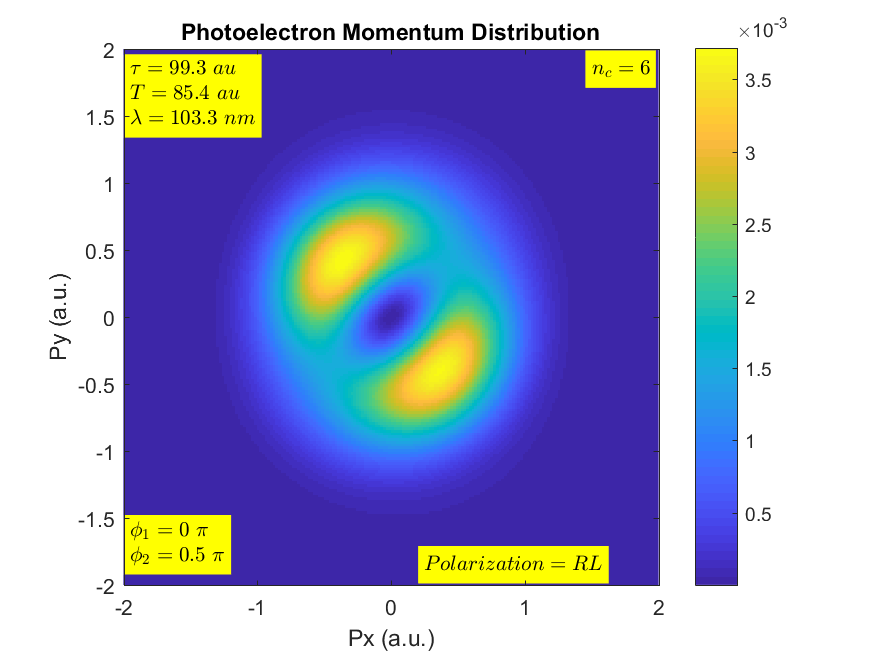 Photoelectron Momentum Distribution
×10⁻³
τ = 99.3 au
T = 85.4 au
λ = 103.3 nm
n_c = 6
2
1.5
1
0.5
0
-0.5
-1
-1.5
-2
Py (a.u.)
3.5
3
2.5
2
1.5
1
0.5
ϕ₁ = 0 π
ϕ₂ = 0.5 π
Polarization = RL
-2
-1
0
1
2
Px (a.u.)